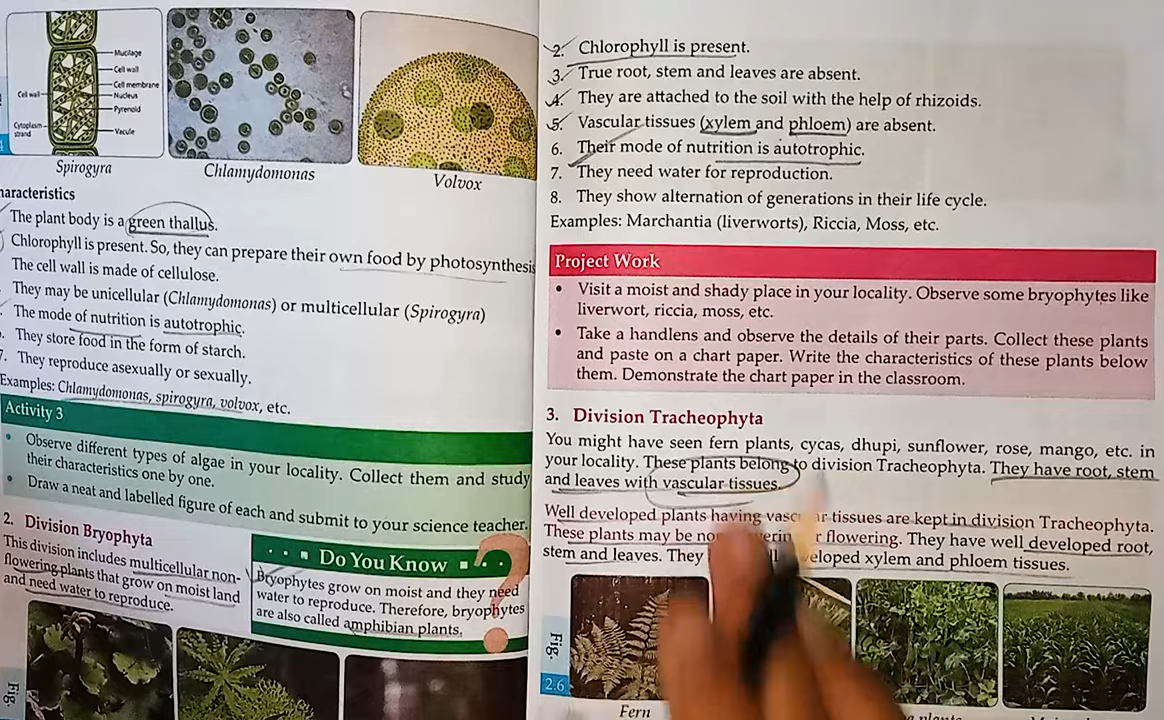 Mucilage
Cell wall
Cell membrane
Nucleus
Pyrenoid
Vacule
Cell wall
Cytoplasm
strand
Spirogyra
Chlamydomonas
Volvox
haracteristics
The plant body is a green thallus.
Chlorophyll is present. So, they can prepare their own food by photosynthesis
The cell wall is made of cellulose.
They may be unicellular (Chlamydomonas) or multicellular (Spirogyra)
The mode of nutrition is autotrophic.
They store food in the form of starch.
7. They reproduce asexually or sexually.
Examples: Chlamydomonas, spirogyra, volvox, etc.
Activity 3
• Observe different types of algae in your locality. Collect them and study
their characteristics one by one.
• Draw a neat and labelled figure of each and submit to your science teacher.
2. Division Bryophyta
This division includes multicellular non-
flowering plants that grow on moist land
and need water to reproduce.
Do You Know
Bryophytes grow on moist and they need
water to reproduce. Therefore, bryophytes
are also called amphibian plants.
?
Fig.
2. Chlorophyll is present.
3. True root, stem and leaves are absent.
4. They are attached to the soil with the help of rhizoids.
5. Vascular tissues (xylem and phloem) are absent.
6. Their mode of nutrition is autotrophic.
7. They need water for reproduction.
8. They show alternation of generations in their life cycle.
Examples: Marchantia (liverworts), Riccia, Moss, etc.
Project Work
• Visit a moist and shady place in your locality. Observe some bryophytes like
liverwort, riccia, moss, etc.
• Take a handlens and observe the details of their parts. Collect these plants
and paste on a chart paper. Write the characteristics of these plants below
them. Demonstrate the chart paper in the classroom.
3. Division Tracheophyta
You might have seen fern plants, cycas, dhupi, sunflower, rose, mango, etc. in
your locality. These plants belong to division Tracheophyta. They have root, stem
and leaves with vascular tissues.
Well developed plants having tissues are kept in division Tracheophyta.
These plants may be flowering. They have well developed root,
stem and leaves. They xylem and phloem tissues.
Fig.
2.6
Fern